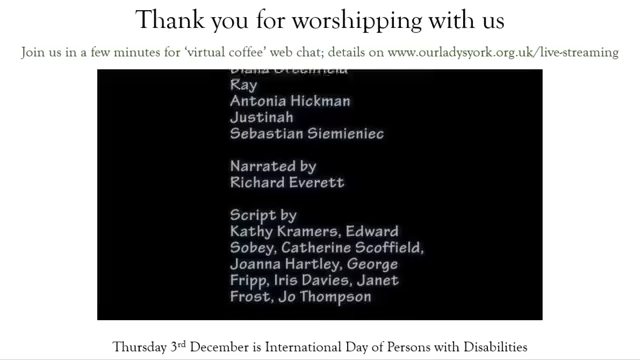 Thank you for worshipping with us
Join us in a few minutes for ‘virtual coffee’ web chat; details on www.ourladysyork.org.uk/live-streaming
Diana Greenfield
Ray
Antonia Hickman
Justinah
Sebastian Siemieniec
Narrated by
Richard Everett
Script by
Kathy Kramers, Edward
Sobey, Catherine Scoffield,
Joanna Hartley, George
Fripp, Iris Davies, Janet
Frost, Jo Thompson
Thursday 3rd December is International Day of Persons with Disabilities